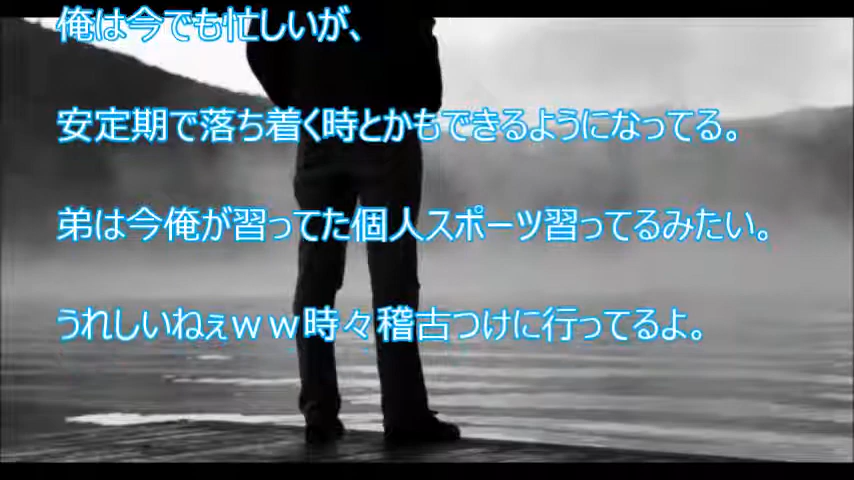 俺は今でも忙しいが、
安定期で落ち着く時とかもできるようになってる。
弟は今俺が習ってた個人スポーツ習ってるみたい。
うれしいねぇｗｗ時々稽古つけに行ってるよ。